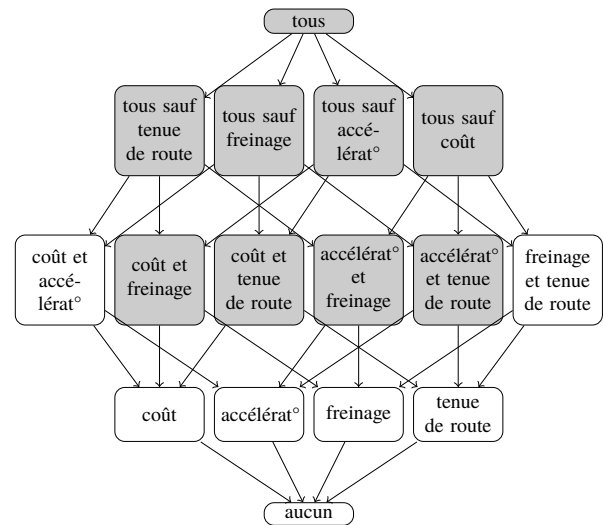 tous
tous sauf
tenue
de route
tous sauf
freinage
tous sauf
accé-
lérat°
tous sauf
coût
coût et
accé-
lérat°
coût et
freinage
coût et
tenue
de route
accélérat°
et
freinage
accélérat°
et tenue
de route
freinage
et tenue
de route
coût
accélérat°
freinage
tenue
de route
aucun